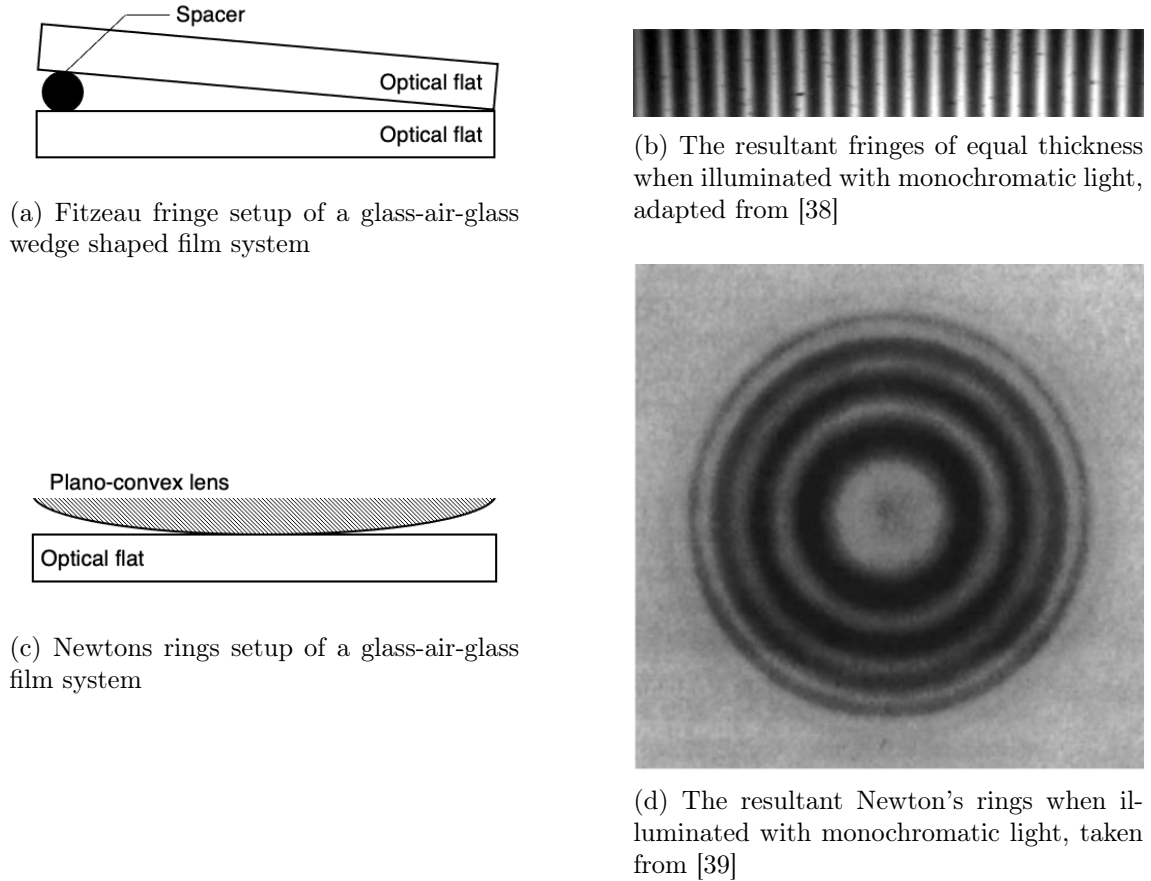 Spacer
Optical flat
Optical flat
(a) Fitzeau fringe setup of a glass-air-glass
wedge shaped film system
(b) The resultant fringes of equal thickness
when illuminated with monochromatic light,
adapted from [38]
Plano-convex lens
Optical flat
(c) Newtons rings setup of a glass-air-glass
film system
(d) The resultant Newton's rings when il-
luminated with monochromatic light, taken
from [39]